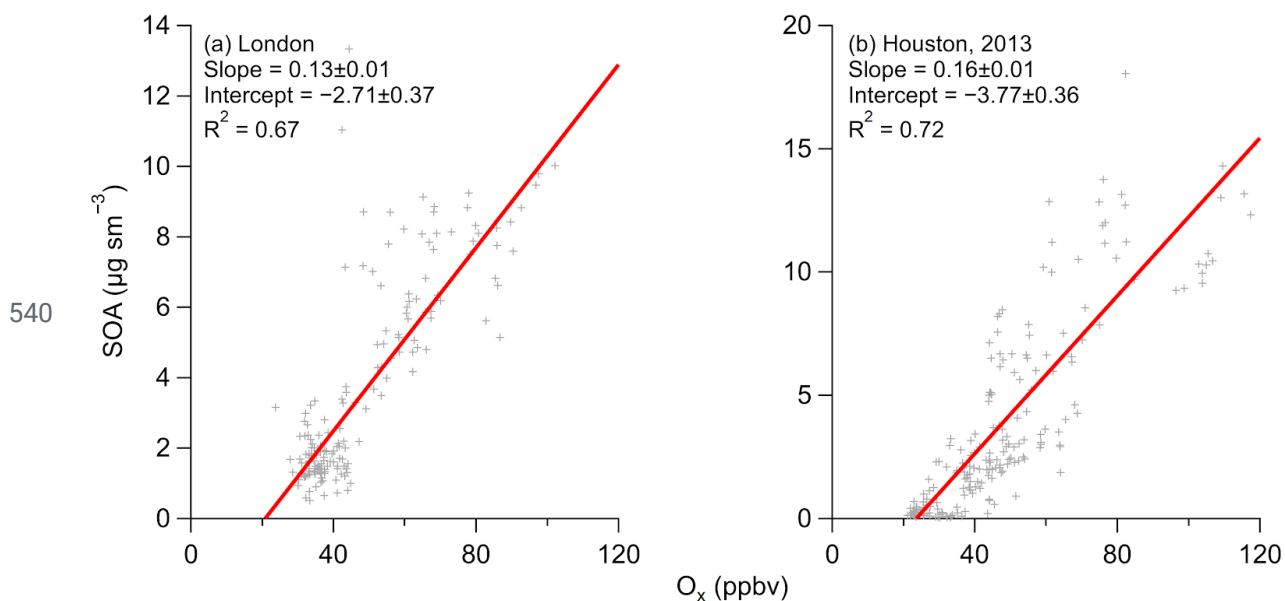 540
SOA (µg sm−3)
14
12
10
8
6
4
2
0
(a) London
Slope = 0.13±0.01
Intercept = −2.71±0.37
R2 = 0.67
0
40
80
120
20
15
10
5
0
(b) Houston, 2013
Slope = 0.16±0.01
Intercept = −3.77±0.36
R2 = 0.72
0
40
80
120
Ox (ppbv)